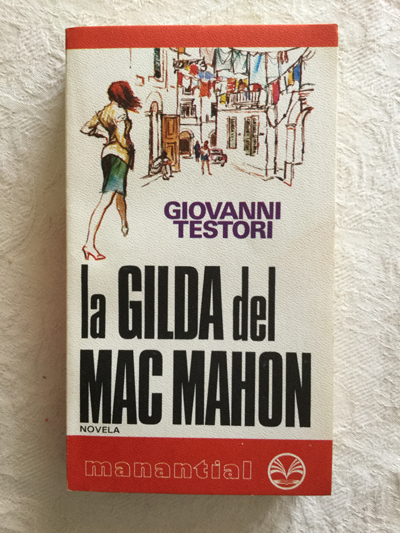 GIOVANNI
TESTORI
la GILDA del
MAC MAHON
NOVELA
manantial